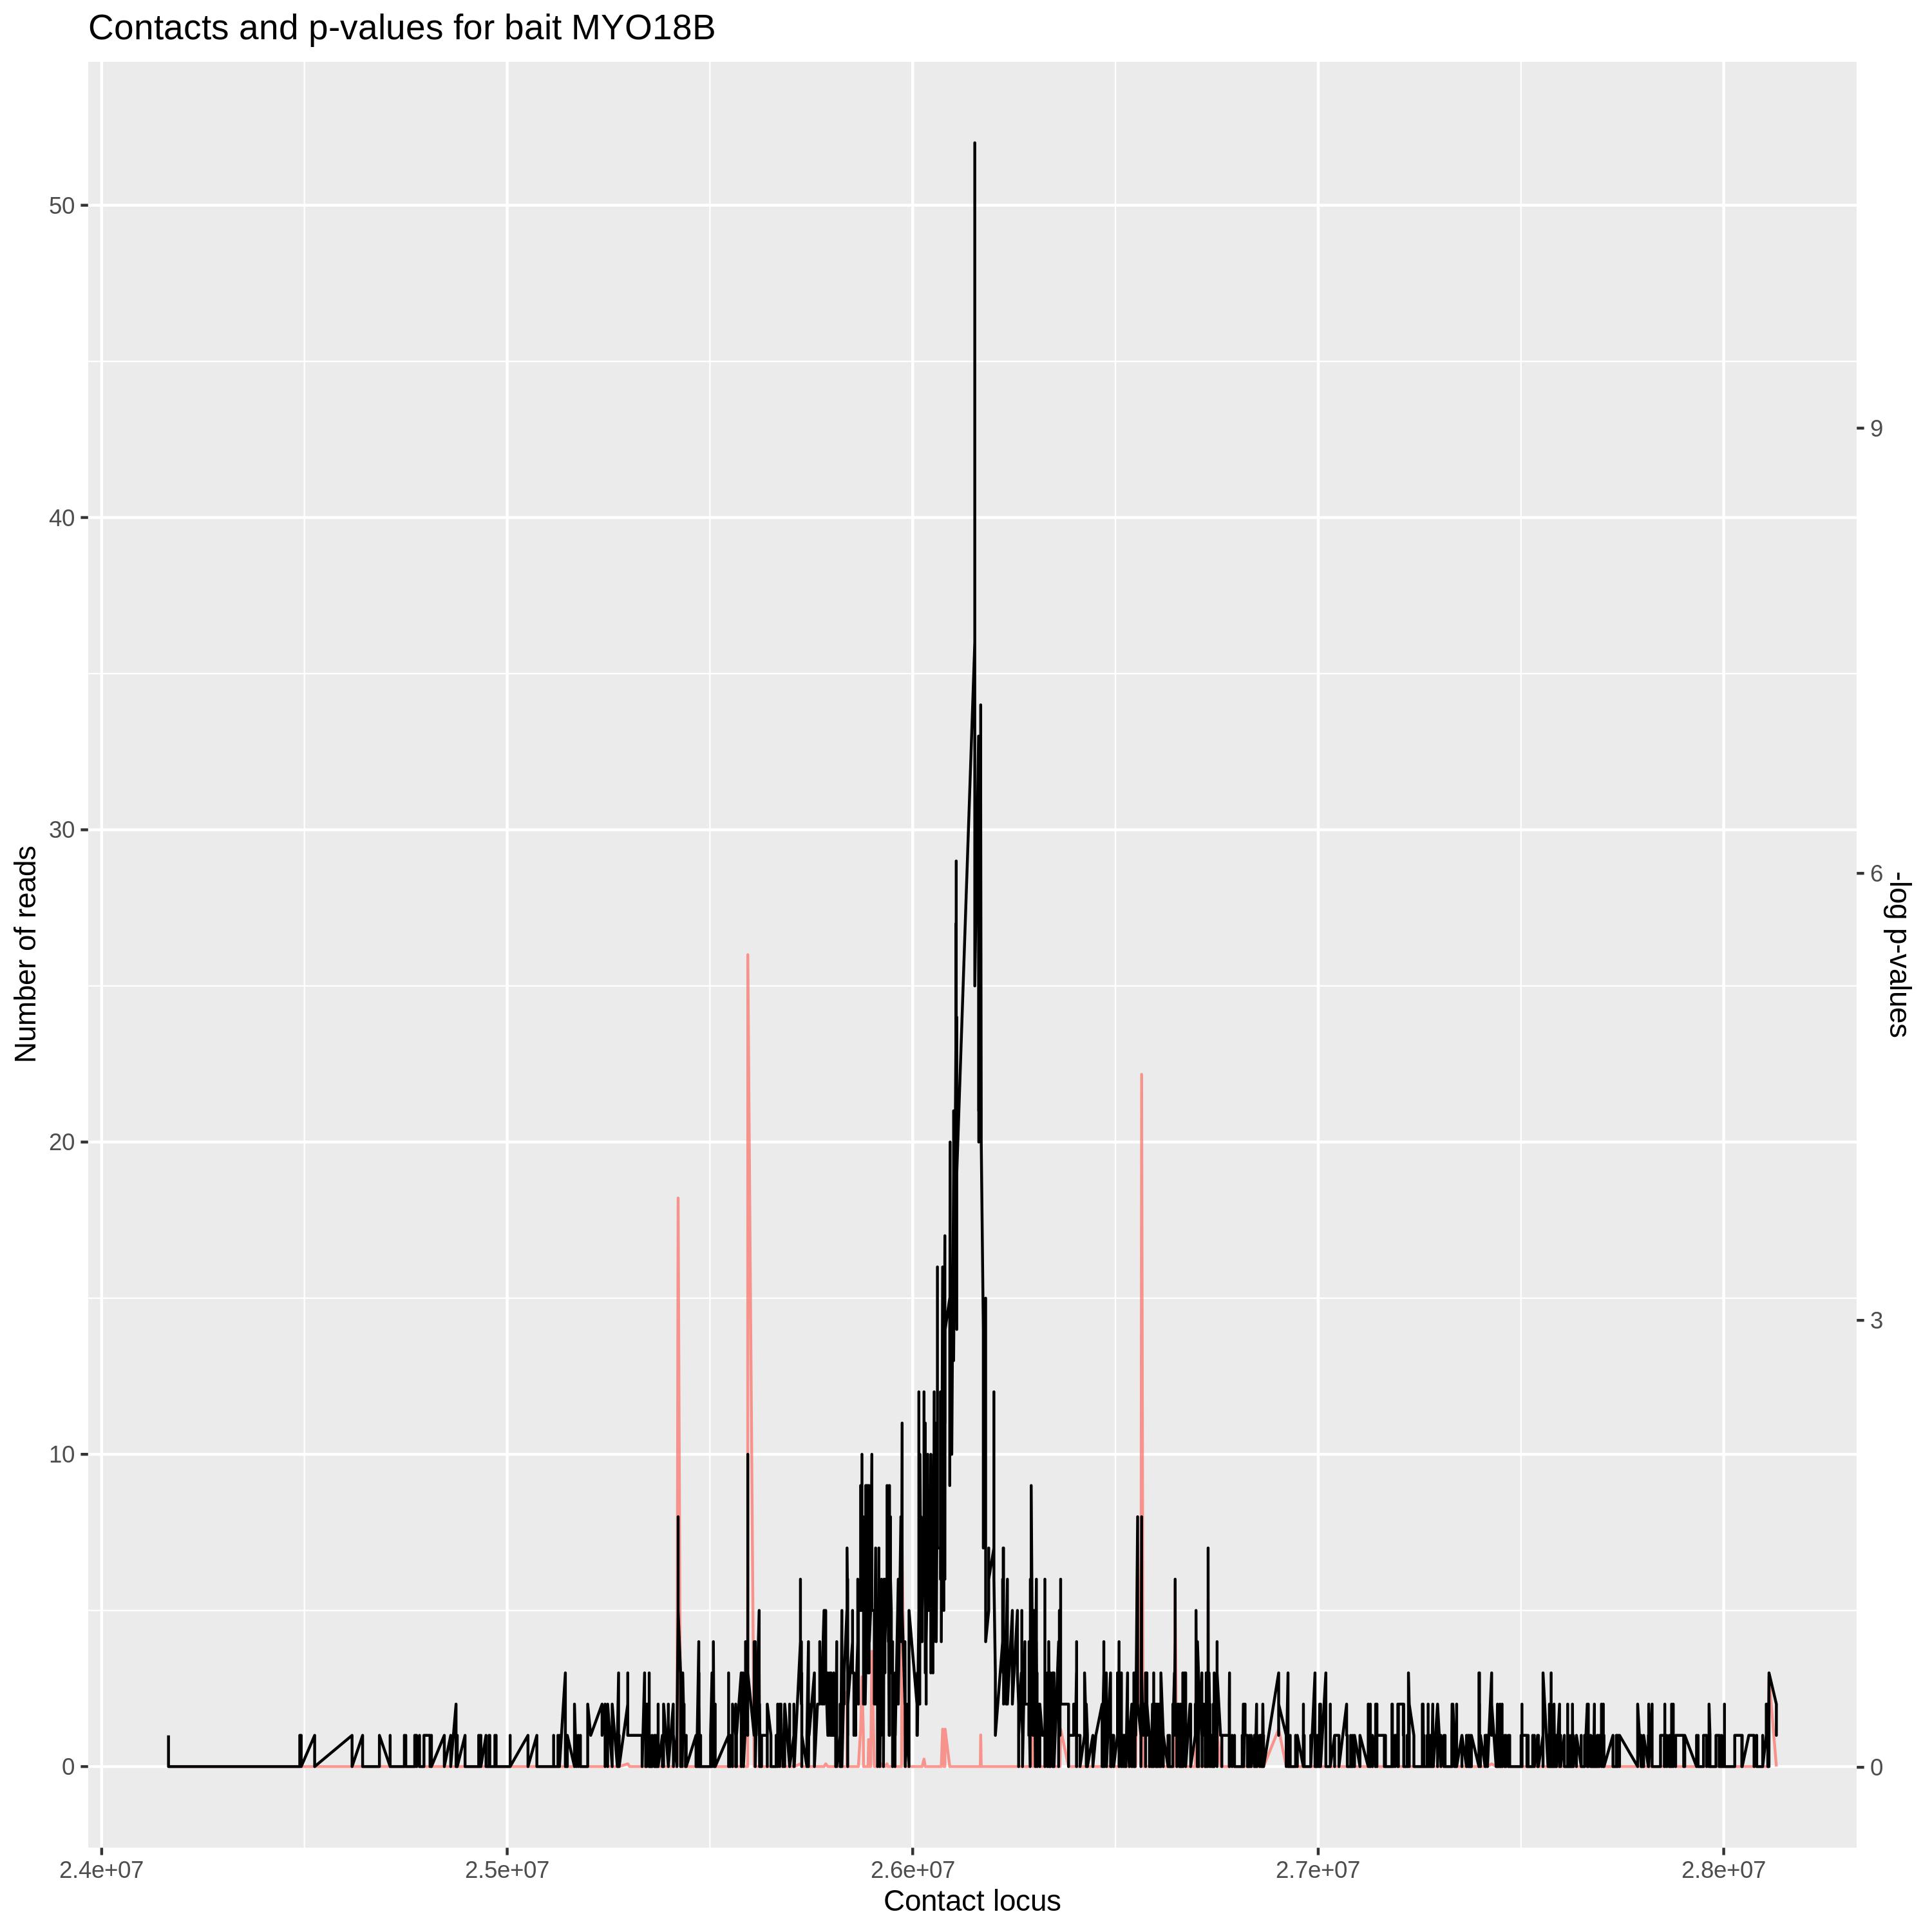 Contacts and p-values for bait MYO18B
50
40
30
20
10
0
Number of reads
9
6
3
0
-log p-values
2.4e+07 2.5e+07 2.6e+07 2.7e+07 2.8e+07
Contact locus